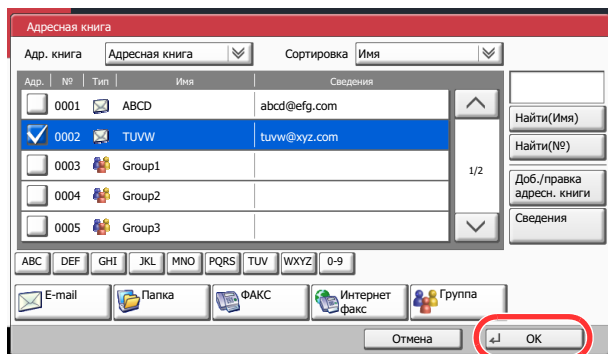 Адресная книга
Адр. книга Адресная книга Сортировка Имя
Адр. № Тип Имя Сведения
0001 ABCD abcd@efg.com
0002 TUVW tuvw@xyz.com
0003 Group1
0004 Group2
0005 Group3
1/2
Найти(Имя)
Найти(№)
Доб./правка
адресн. книги
Сведения
ABC DEF GHI JKL MNO PQRS TUV WXYZ 0-9
E-mail Папка ФАКС Интернет
факс Группа
Отмена OK